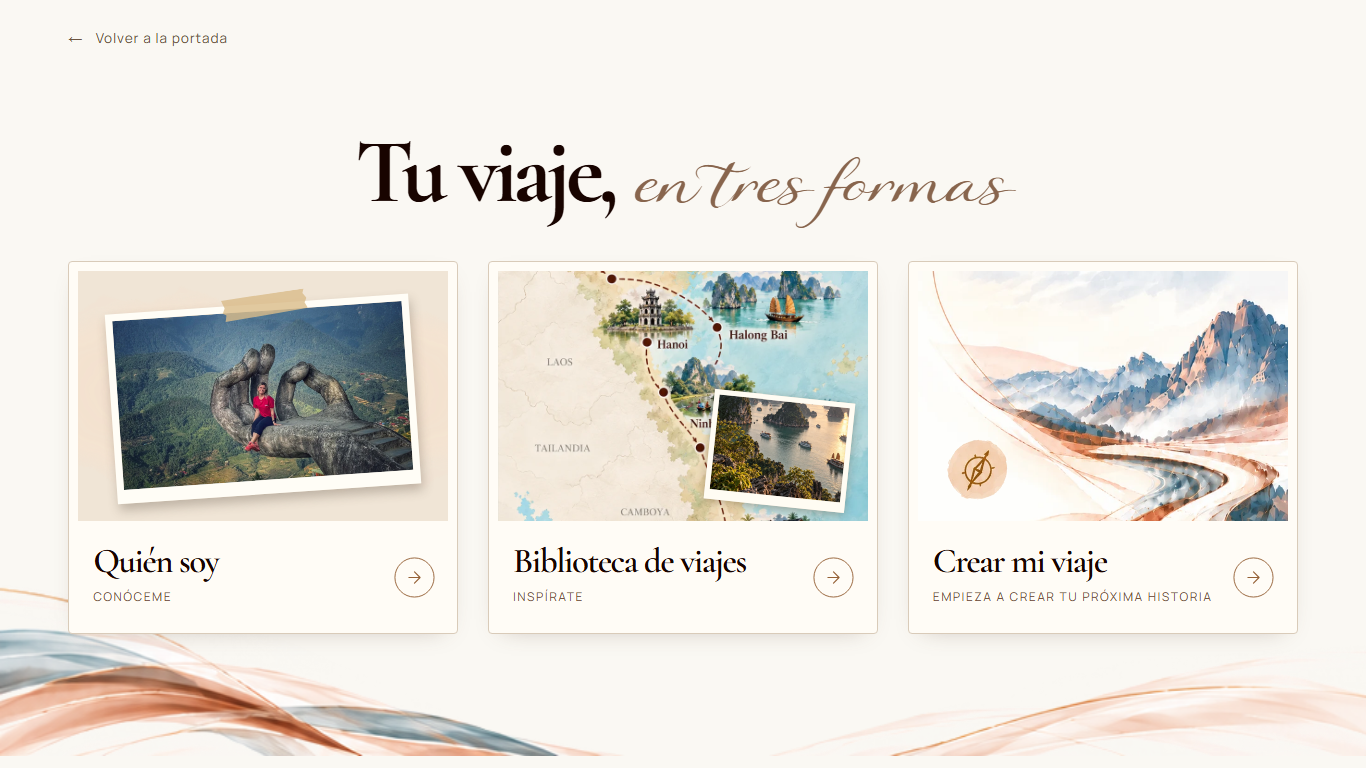 ← Volver a la portada
Tu viaje, en tres formas
Hanoi
Halong Bai
LAOS
TAILANDIA
CAMBOYA
Quién soy
CONÓCEME
Biblioteca de viajes
INSPÍRATE
Crear mi viaje
EMPIEZA A CREAR TU PRÓXIMA HISTORIA